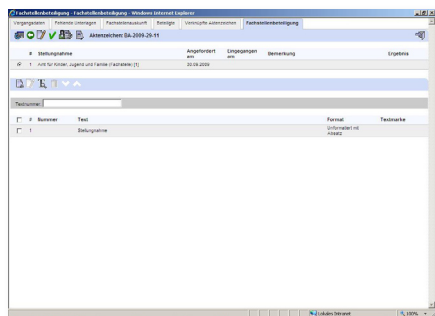 Fachstellenbeteiligung - Fachstellenbeteiligung - Windows Internet Explorer
Vorgangsdaten Fehlende Unterlagen Fachstellenauskunft Beteiligte Verknüpfte Aktenzeichen Fachstellenbeteiligung
Aktenzeichen: BA-2009-29-11
# Stellungnahme Angefordert am Eingegangen am Bemerkung Ergebnis
1 Amt für Kinder, Jugend und Familie (Fachstelle) [1] 30.09.2009
Textnummer:
# Nummer Text Format Textmarke
1 Stellungnahme Unformatiert mit Absatz
Lokales Intranet 100%